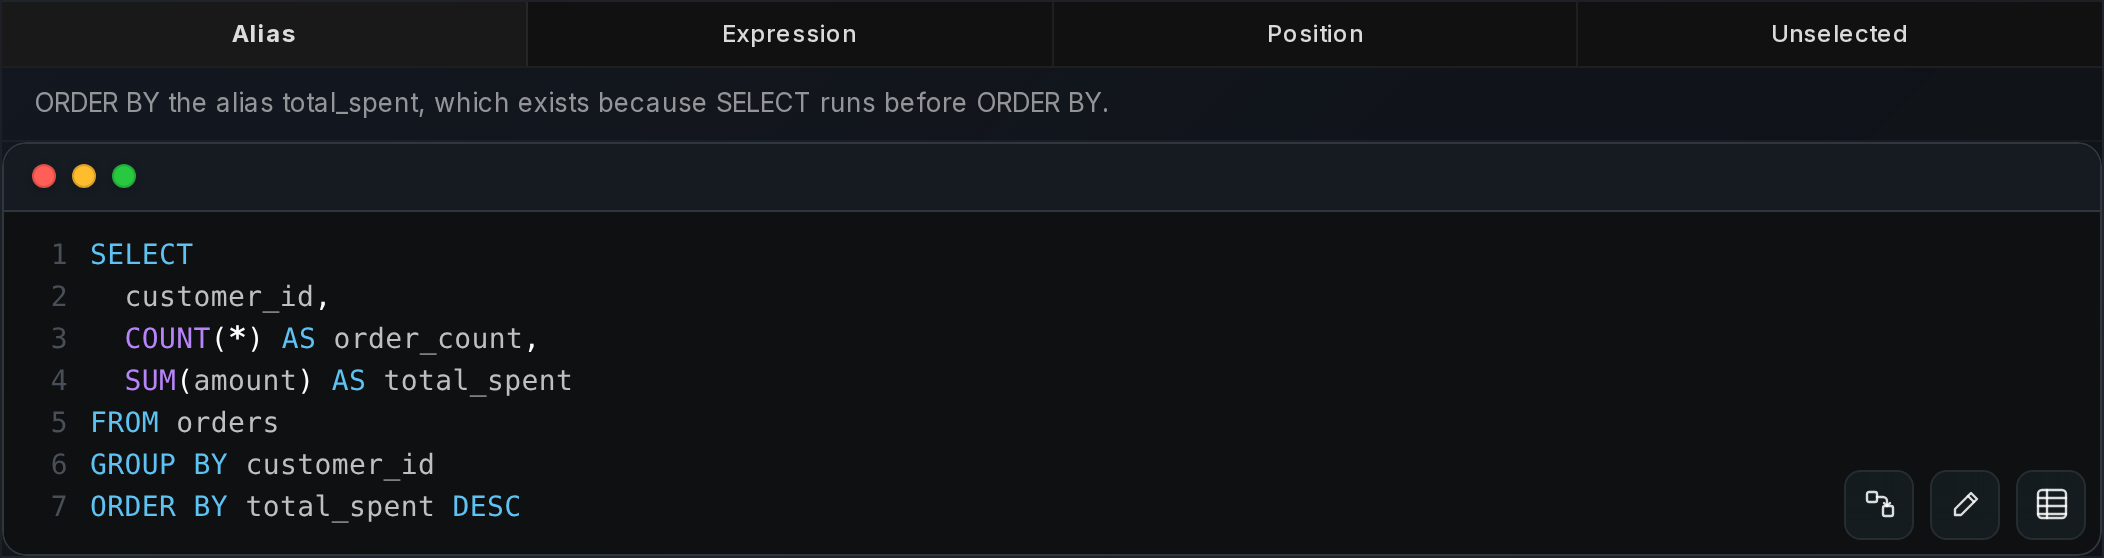 Alias
Expression
Position
Unselected
ORDER BY the alias total_spent, which exists because SELECT runs before ORDER BY.
1 SELECT
2   customer_id,
3   COUNT(*) AS order_count,
4   SUM(amount) AS total_spent
5 FROM orders
6 GROUP BY customer_id
7 ORDER BY total_spent DESC